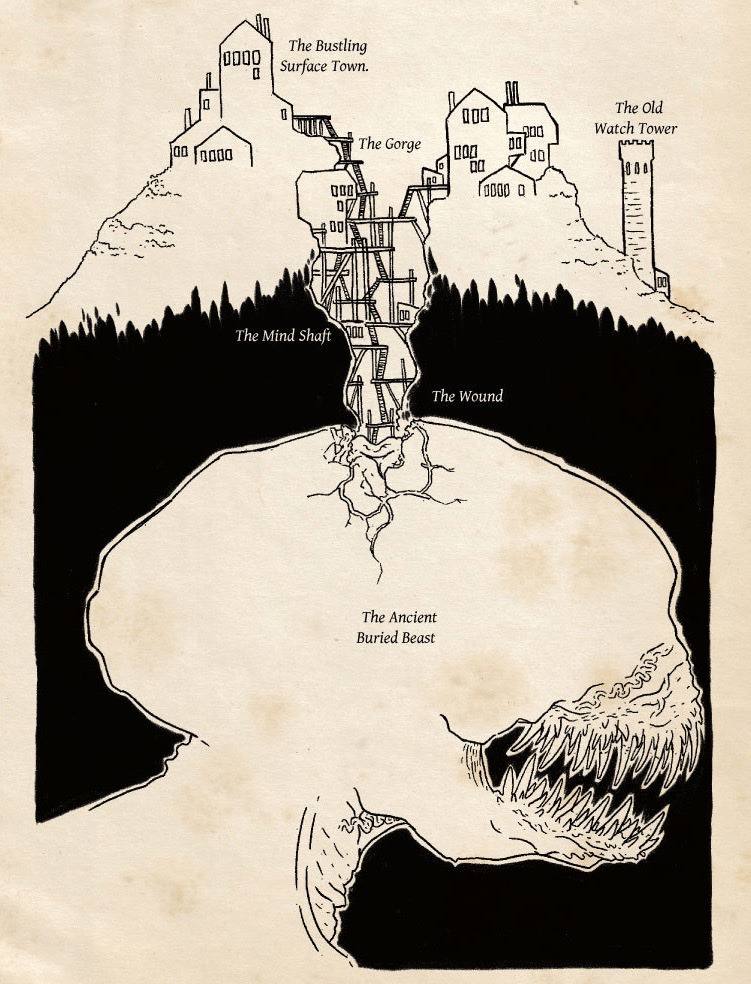 The Bustling
Surface Town.
The Old
Watch Tower
The Gorge
The Mind Shaft
The Wound
The Ancient
Buried Beast